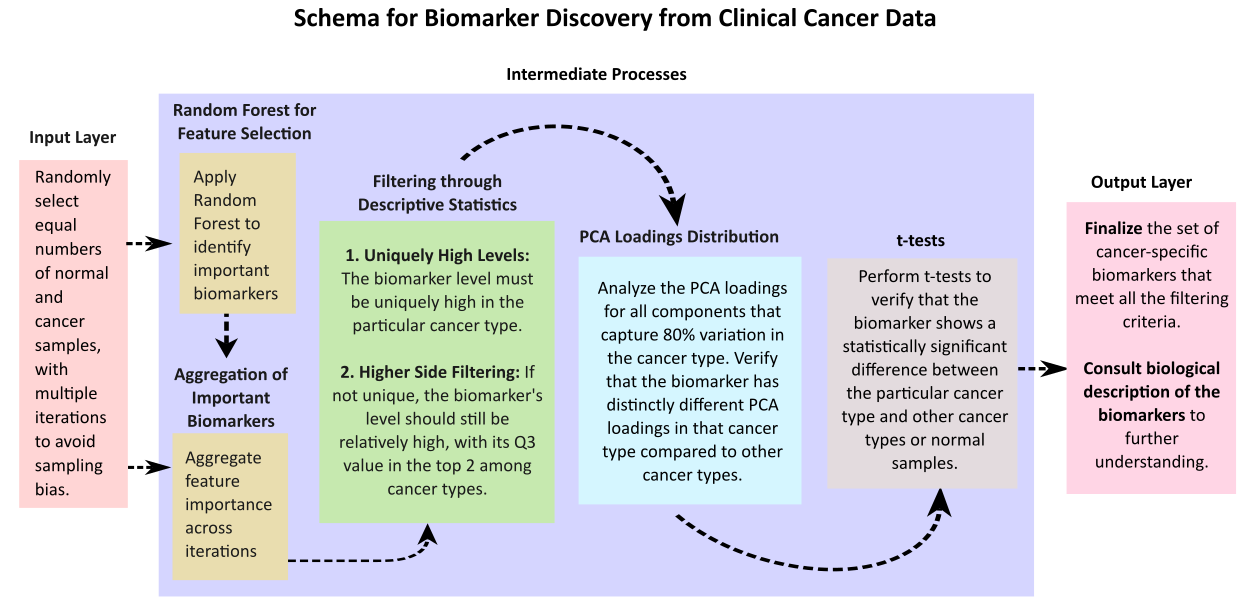 Schema for Biomarker Discovery from Clinical Cancer Data
Intermediate Processes
Input Layer
Randomly
select
equal
numbers
of normal
and
cancer
samples,
with
multiple
iterations
to avoid
sampling
bias.
Random Forest for
Feature Selection
Apply
Random
Forest to
identify
important
biomarkers
Aggregation of
Important
Biomarkers
Aggregate
feature
importance
across
iterations
Filtering through
Descriptive Statistics
1. Uniquely High Levels:
The biomarker level must
be uniquely high in the
particular cancer type.
2. Higher Side Filtering: If
not unique, the biomarker's
level should still be
relatively high, with its Q3
value in the top 2 among
cancer types.
PCA Loadings Distribution
Analyze the PCA loadings
for all components that
capture 80% variation in
the cancer type. Verify
that the biomarker has
distinctly different PCA
loadings in that cancer
type compared to other
cancer types.
t-tests
Perform t-tests to
verify that the
biomarker shows a
statistically significant
difference between
the particular cancer
type and other cancer
types or normal
samples.
Output Layer
Finalize the set of
cancer-specific
biomarkers that
meet all the filtering
criteria.
Consult biological
description of the
biomarkers to
further
understanding.